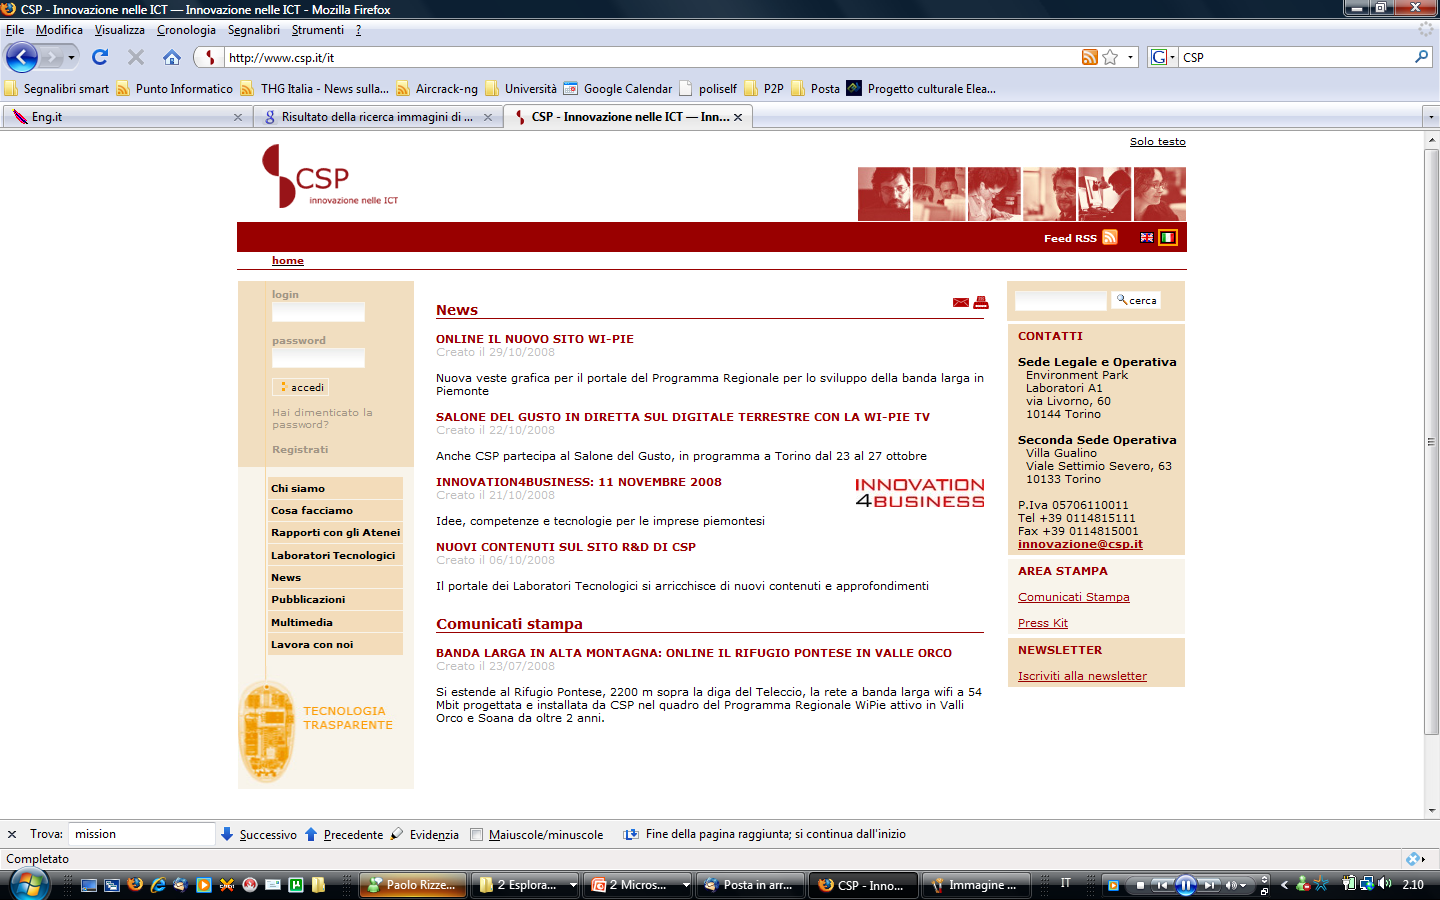 CSP - Innovazione nelle ICT — Innovazione nelle ICT - Mozilla Firefox
File Modifica Visualizza Cronologia Segnalibri Strumenti ?
http://www.csp.it/it
G CSP
Segnalibri smart Punto Informatico THG Italia - News sulla... Aircrack-ng Università Google Calendar poliself P2P Posta Progetto culturale Elea...
Eng.it Risultato della ricerca immagini di ... CSP - Innovazione nelle ICT — Inn...
Solo testo
CSP
innovazione nelle ICT
Feed RSS
home
login
password
accedi
Hai dimenticato la
password?
Registrati
Chi siamo
Cosa facciamo
Rapporti con gli Atenei
Laboratori Tecnologici
News
Pubblicazioni
Multimedia
Lavora con noi
TECNOLOGIA
TRASPARENTE
News
ONLINE IL NUOVO SITO WI-PIE
Creato il 29/10/2008
Nuova veste grafica per il portale del Programma Regionale per lo sviluppo della banda larga in
Piemonte
SALONE DEL GUSTO IN DIRETTA SUL DIGITALE TERRESTRE CON LA WI-PIE TV
Creato il 22/10/2008
Anche CSP partecipa al Salone del Gusto, in programma a Torino dal 23 al 27 ottobre
INNOVATION4BUSINESS: 11 NOVEMBRE 2008
Creato il 21/10/2008
INNOVATION
4BUSINESS
Idee, competenze e tecnologie per le imprese piemontesi
NUOVI CONTENUTI SUL SITO R&D DI CSP
Creato il 06/10/2008
Il portale dei Laboratori Tecnologici si arricchisce di nuovi contenuti e approfondimenti
Comunicati stampa
BANDA LARGA IN ALTA MONTAGNA: ONLINE IL RIFUGIO PONTESE IN VALLE ORCO
Creato il 23/07/2008
Si estende al Rifugio Pontese, 2200 m sopra la diga del Teleccio, la rete a banda larga wifi a 54
Mbit progettata e installata da CSP nel quadro del Programma Regionale WiPie attivo in Valli
Orco e Soana da oltre 2 anni.
cerca
CONTATTI
Sede Legale e Operativa
Environment Park
Laboratori A1
via Livorno, 60
10144 Torino
Seconda Sede Operativa
Villa Gualino
Viale Settimio Severo, 63
10133 Torino
P.Iva 05706110011
Tel +39 0114815111
Fax +39 0114815001
innovazione@csp.it
AREA STAMPA
Comunicati Stampa
Press Kit
NEWSLETTER
Iscriviti alla newsletter
Trova: mission Successivo Precedente Evidenzia Maiuscole/minuscole Fine della pagina raggiunta; si continua dall'inizio
Completato
Paolo Rizze... 2 Esplora... 2 Micros... Posta in arr... CSP - Inno... Immagine ... IT 2.10